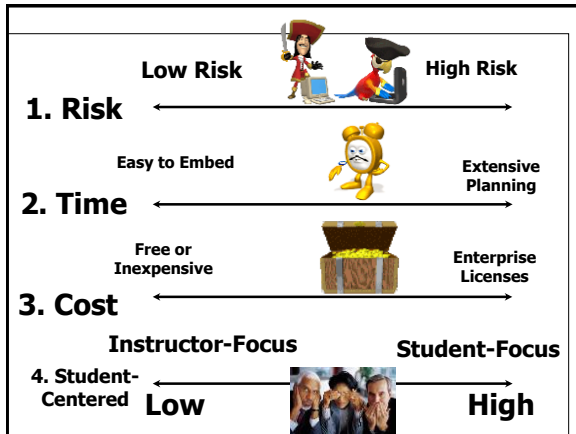 Low Risk
High Risk
1. Risk
Easy to Embed
Extensive
Planning
2. Time
Free or
Inexpensive
Enterprise
Licenses
3. Cost
Instructor-Focus
Student-Focus
4. Student-
Centered
Low
High